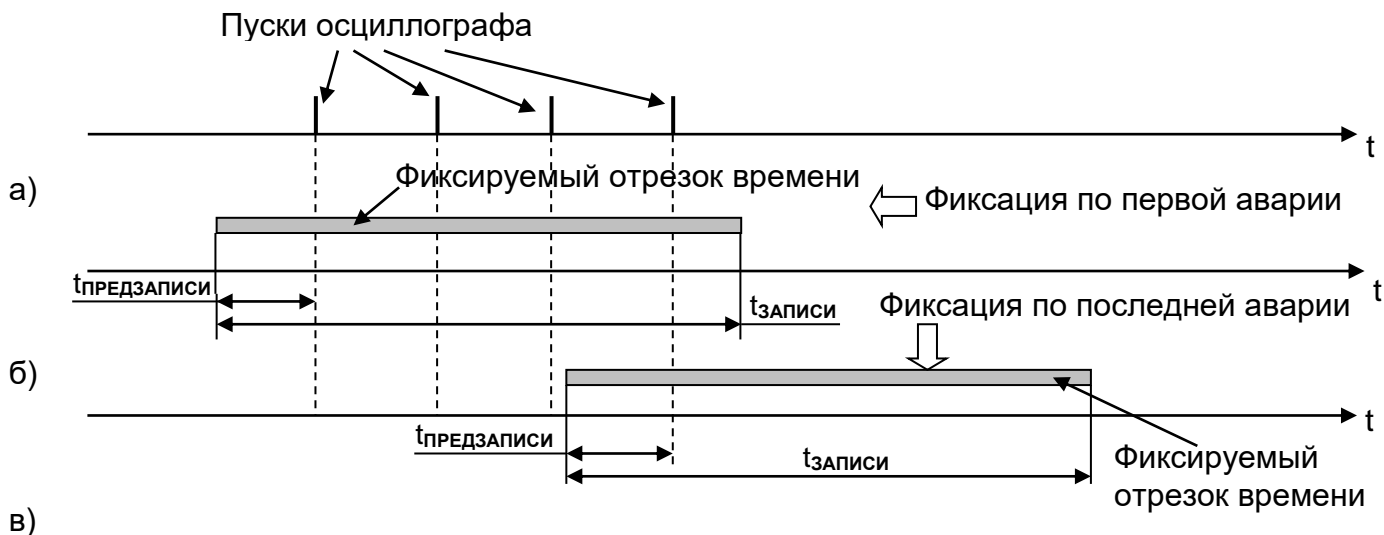 Пуски осциллографа
t
а)
Фиксируемый отрезок времени
Фиксация по первой аварии
tПРЕДЗАПИСИ
t
tЗАПИСИ
Фиксация по последней аварии
б)
t
tПРЕДЗАПИСИ
tЗАПИСИ
Фиксируемый
отрезок времени
в)